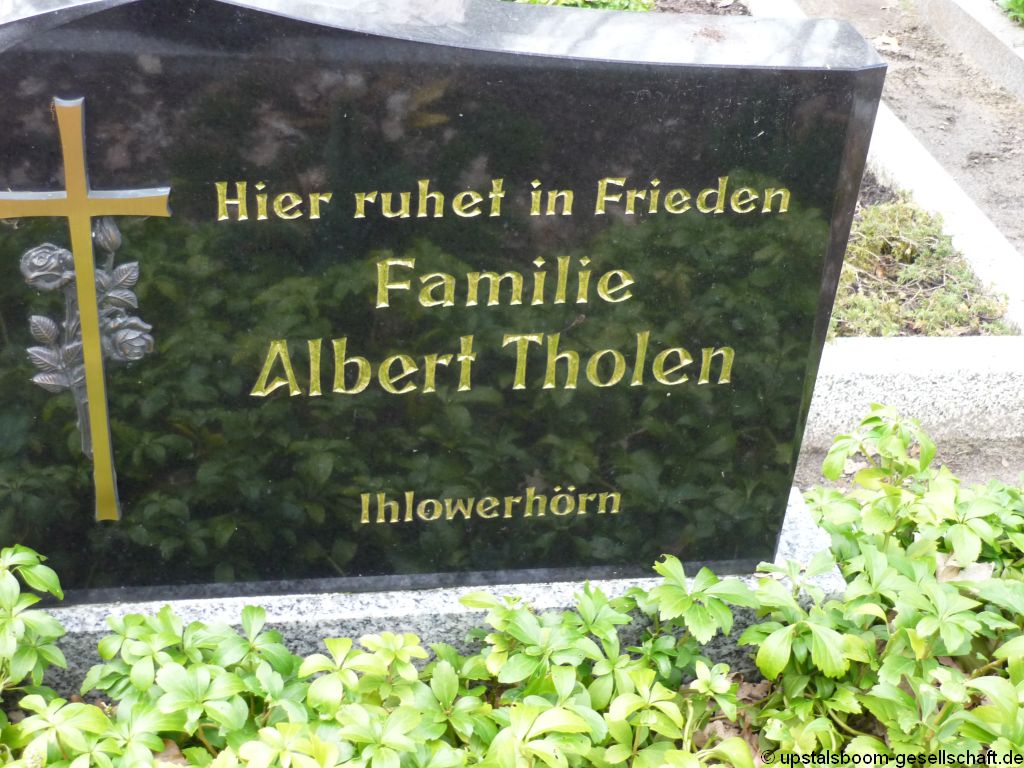 Hier ruhet in Frieden
Familie
Albert Tholen
Ihlowerhörn
© upstalsboom-gesellschaft.de